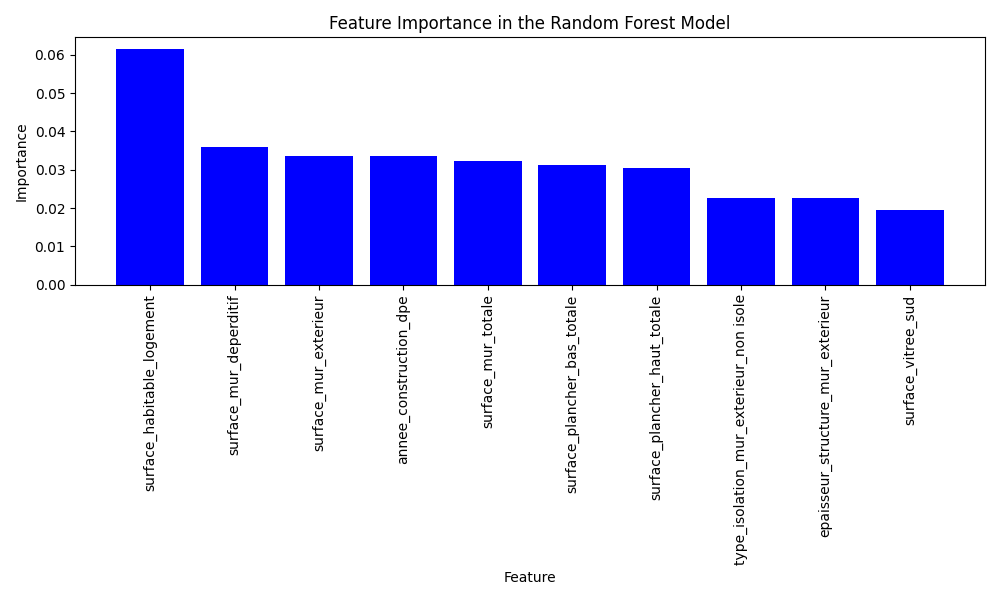 Feature Importance in the Random Forest Model
Importance
0.06
0.05
0.04
0.03
0.02
0.01
0.00
surface_habitable_logement
surface_mur_deperditif
surface_mur_exterieur
annee_construction_dpe
surface_mur_totale
surface_plancher_bas_totale
surface_plancher_haut_totale
type_isolation_mur_exterieur_non isole
epaisseur_structure_mur_exterieur
surface_vitree_sud
Feature